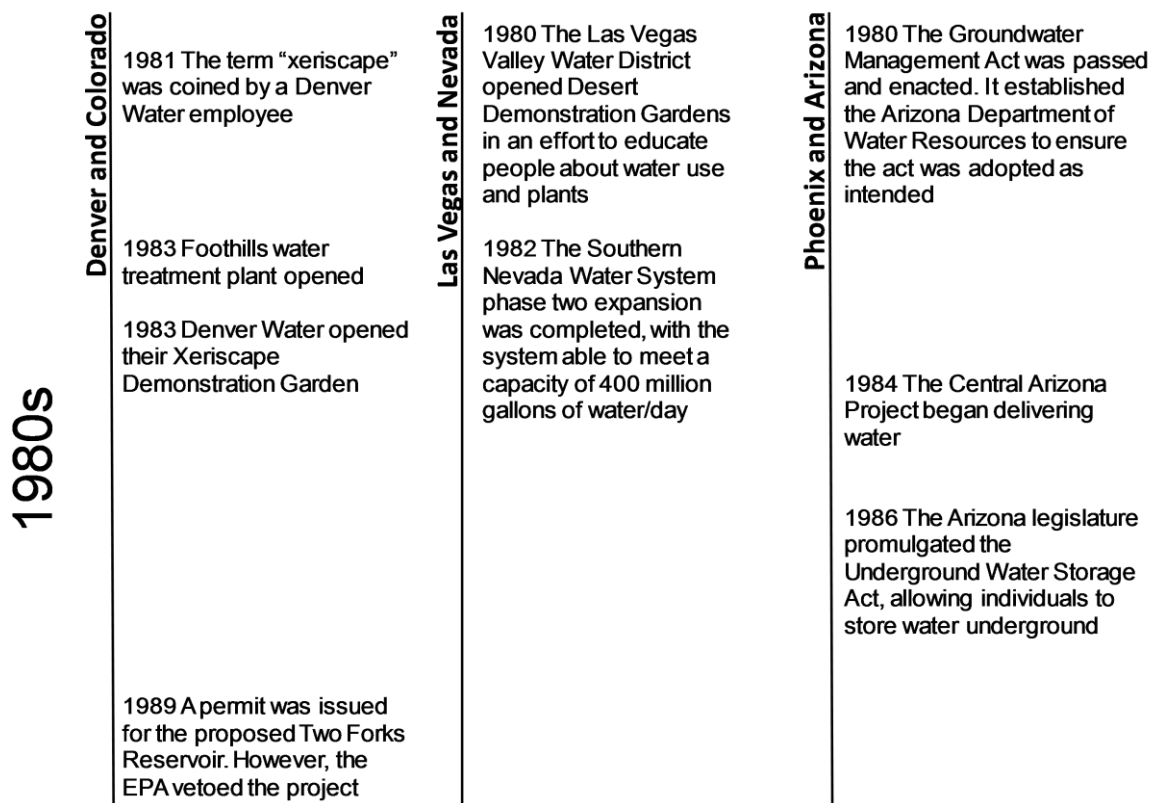 1980s
Denver and Colorado
1981 The term “xeriscape”
was coined by a Denver
Water employee
1983 Foothills water
treatment plant opened
1983 Denver Water opened
their Xeriscape
Demonstration Garden
1989 A permit was issued
for the proposed Two Forks
Reservoir. However, the
EPA vetoed the project
Las Vegas and Nevada
1980 The Las Vegas
Valley Water District
opened Desert
Demonstration Gardens
in an effort to educate
people about water use
and plants
1982 The Southern
Nevada Water System
phase two expansion
was completed, with the
system able to meet a
capacity of 400 million
gallons of water/day
Phoenix and Arizona
1980 The Groundwater
Management Act was passed
and enacted. It established
the Arizona Department of
Water Resources to ensure
the act was adopted as
intended
1984 The Central Arizona
Project began delivering
water
1986 The Arizona legislature
promulgated the
Underground Water Storage
Act, allowing individuals to
store water underground